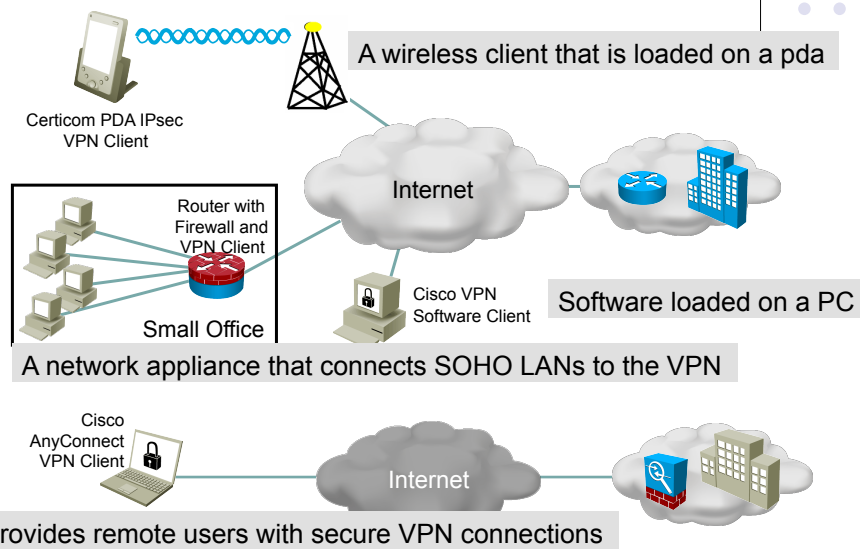 A wireless client that is loaded on a pda
Certicom PDA IPsec
VPN Client
Internet
Router with
Firewall and
VPN Client
Small Office
Cisco VPN
Software Client
Software loaded on a PC
A network appliance that connects SOHO LANs to the VPN
Cisco
AnyConnect
VPN Client
Internet
rovides remote users with secure VPN connections